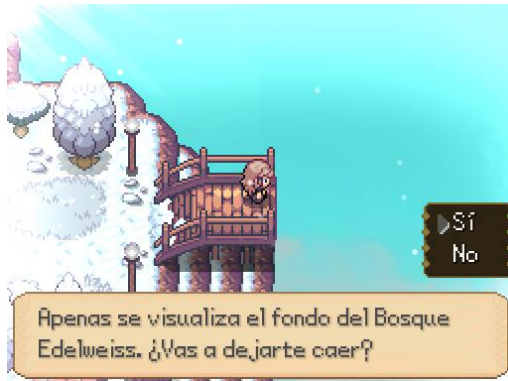 Sí
No
Apenas se visualiza el fondo del Bosque
Edelweiss. ¿Vas a dejarte caer?